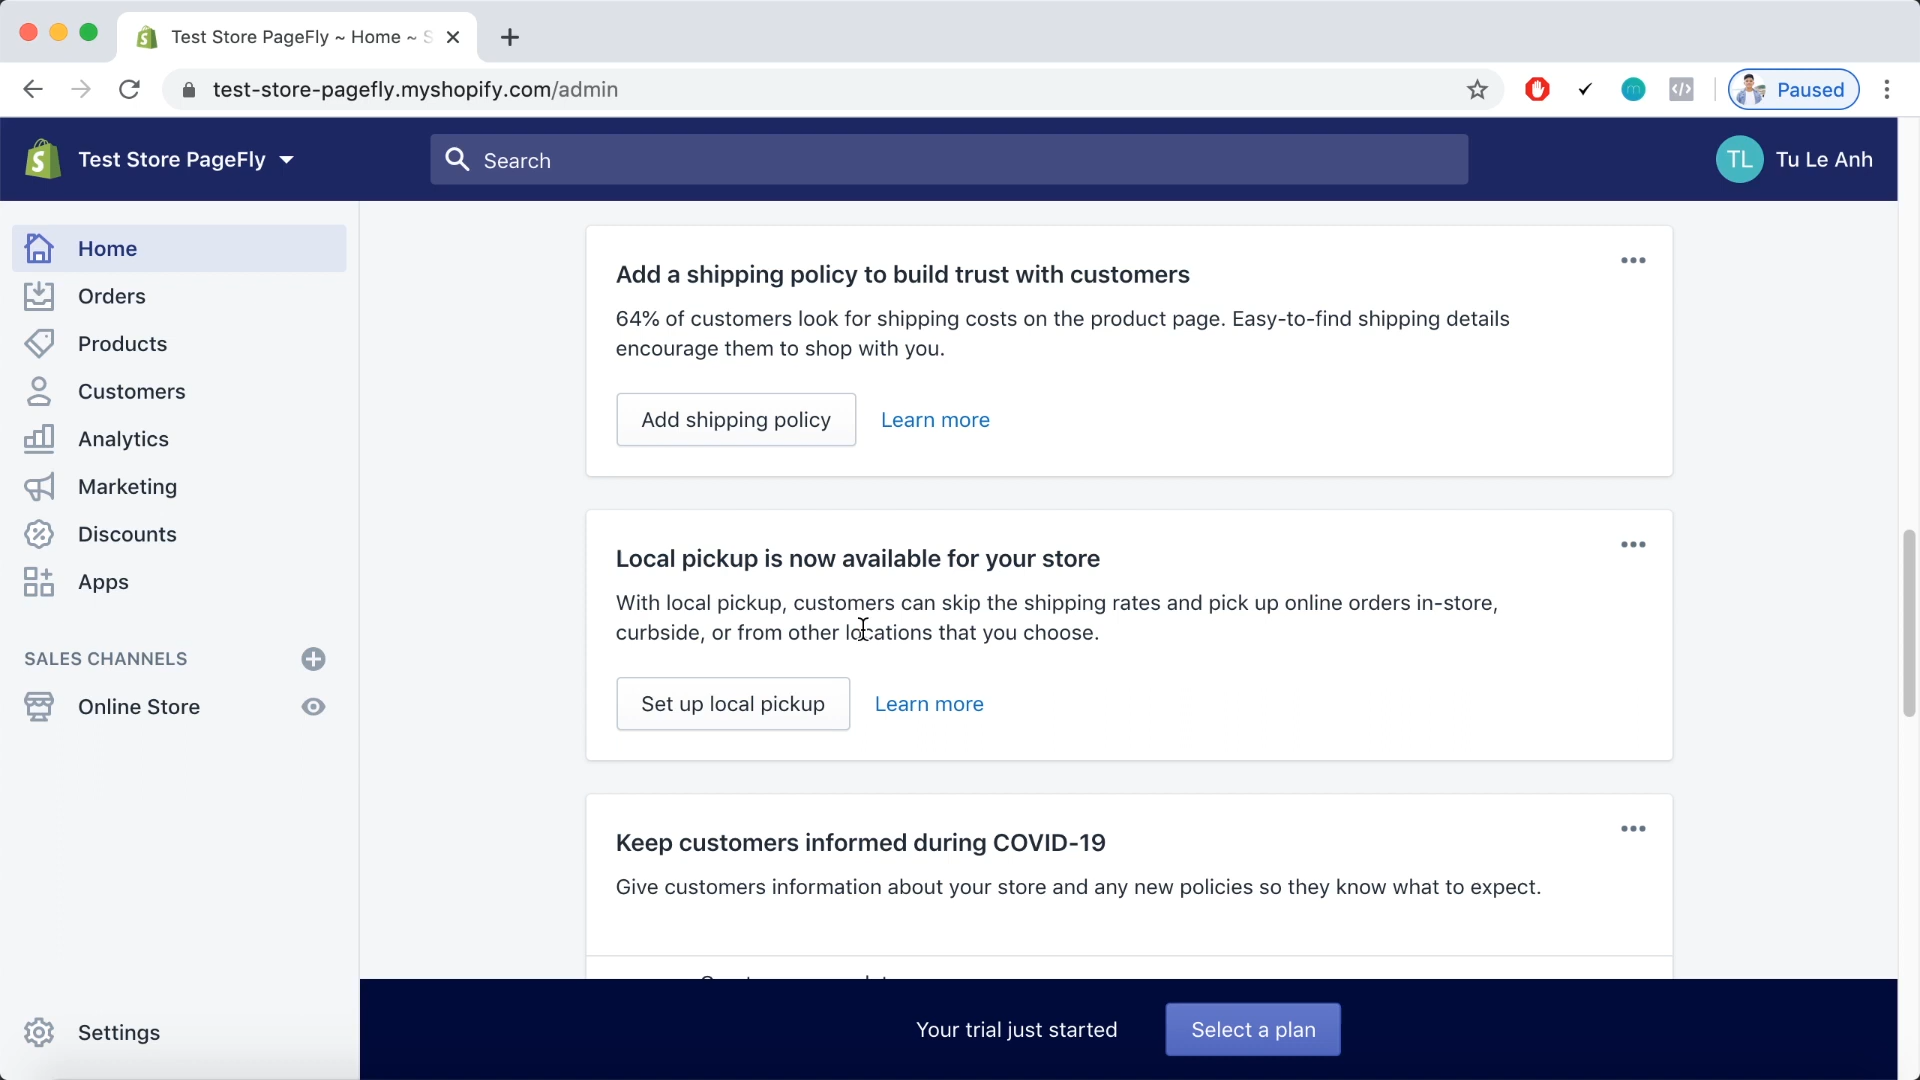 Test Store PageFly ~ Home ~ S
test-store-pagefly.myshopify.com/admin
Paused
Test Store PageFly
Search
TL
Tu Le Anh
Home
Orders
Products
Customers
Analytics
Marketing
Discounts
Apps
SALES CHANNELS
Online Store
Settings
Add a shipping policy to build trust with customers
64% of customers look for shipping costs on the product page. Easy-to-find shipping details
encourage them to shop with you.
Add shipping policy
Learn more
Local pickup is now available for your store
With local pickup, customers can skip the shipping rates and pick up online orders in-store,
curbside, or from other locations that you choose.
Set up local pickup
Learn more
Keep customers informed during COVID-19
Give customers information about your store and any new policies so they know what to expect.
Your trial just started
Select a plan